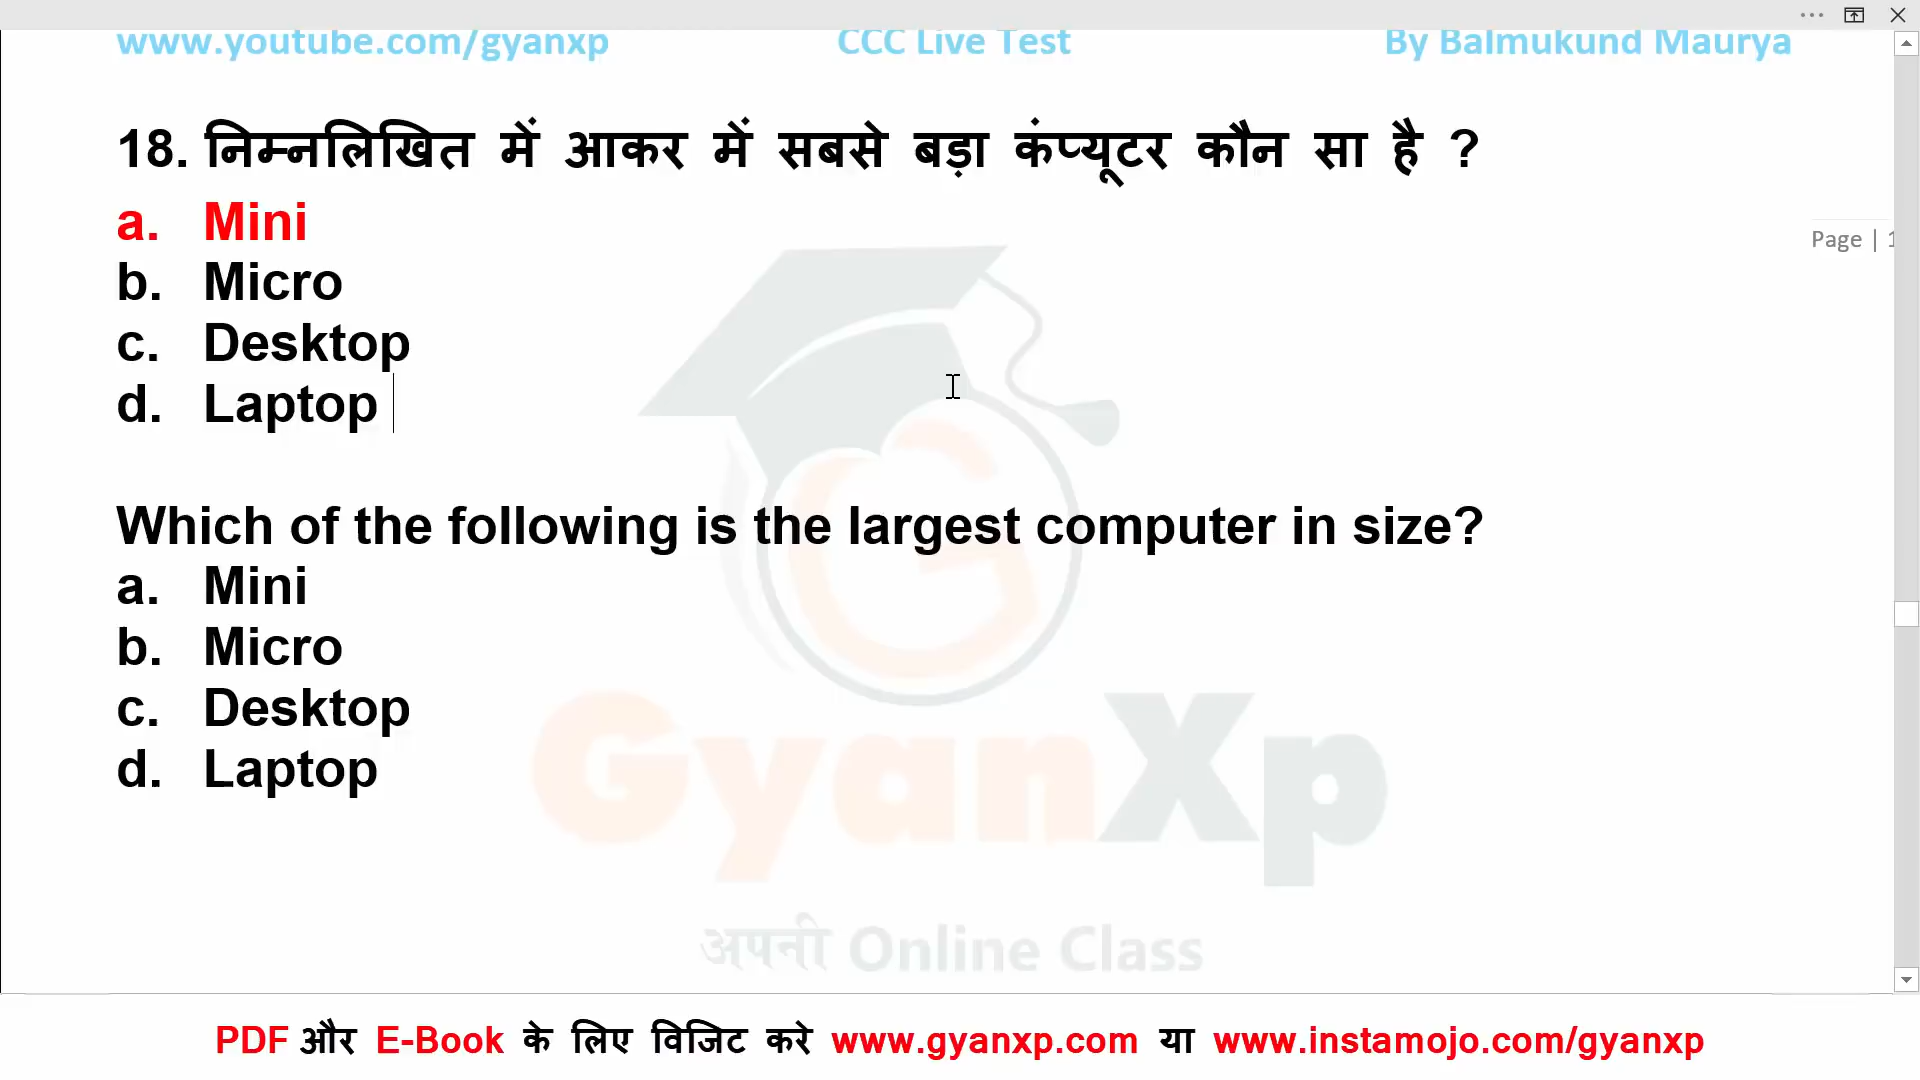 www.youtube.com/gyanxp CCC Live Test By Balmukund Maurya
18. निम्नलिखित में आकर में सबसे बड़ा कंप्यूटर कौन सा है ?
a. Mini
Page | 1
b. Micro
c. Desktop
d. Laptop
Which of the following is the largest computer in size?
a. Mini
b. Micro
c. Desktop
d. Laptop
GyanXp
अपनी Online Class
PDF और E-Book के लिए विजिट करे www.gyanxp.com या www.instamojo.com/gyanxp